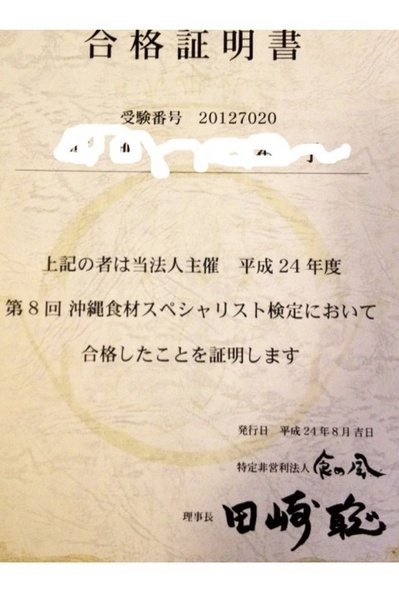 合格証明書
受験番号 20127020
上記の者は当法人主催 平成24年度
第8回 沖縄食材スペシャリスト検定において
合格したことを証明します
発行日 平成24年8月吉日
特定非営利法人 食の風
理事長 田崎聡